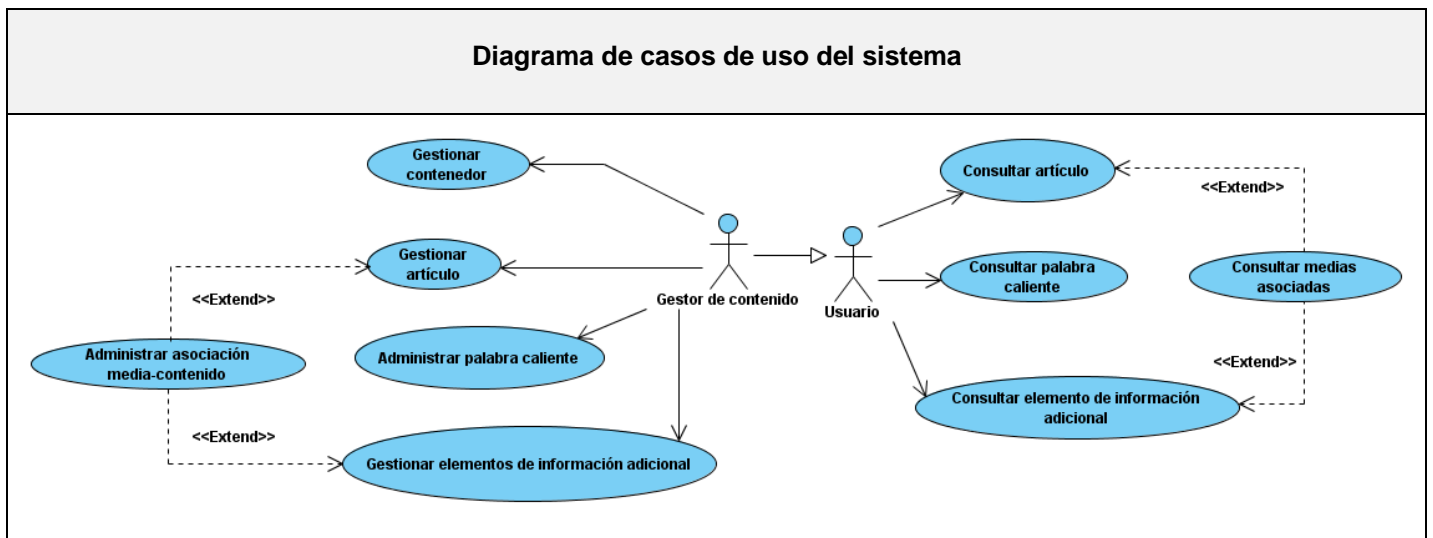 Diagrama de casos de uso del sistema
Gestionar
contenedor
Consultar artículo
<<Extend>>
Gestionar
artículo
Consultar palabra
caliente
Consultar medias
asociadas
<<Extend>>
Gestor de contenido
Usuario
Administrar asociación
media-contenido
Administrar palabra caliente
<<Extend>>
Consultar elemento de información
adicional
<<Extend>>
Gestionar elementos de información adicional